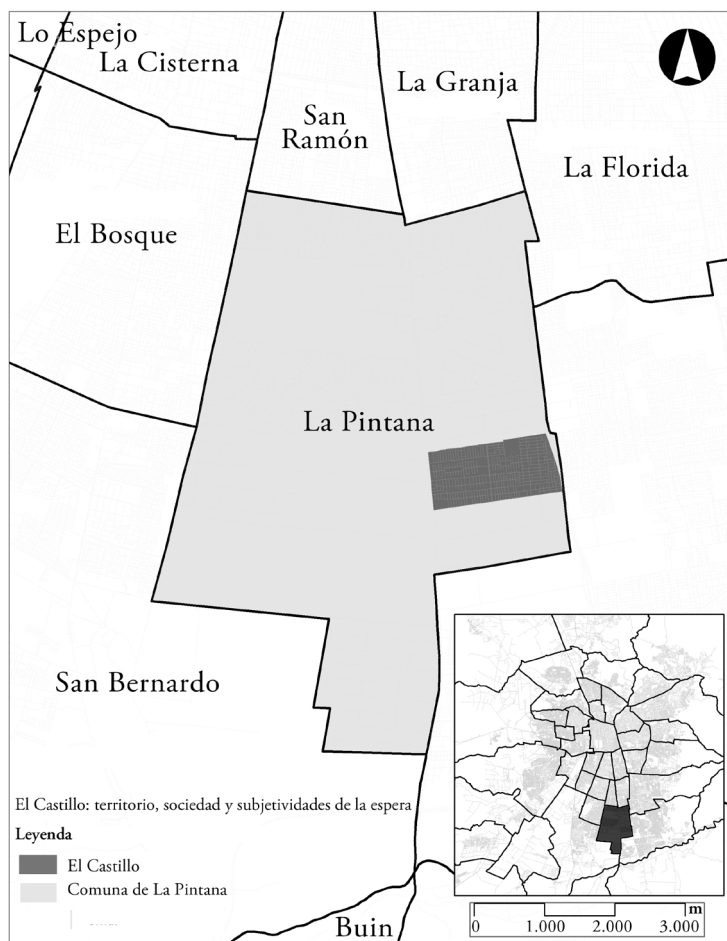 Lo Espejo
La Cisterna
La Granja
San
Ramón
La Florida
El Bosque
La Pintana
San Bernardo
El Castillo: territorio, sociedad y subjetividades de la espera
Leyenda
El Castillo
Comuna de La Pintana
Buin
m
0 1.000 2.000 3.000